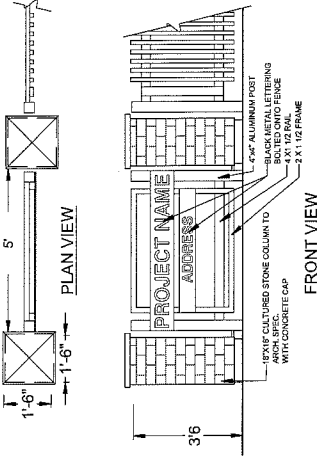 5'
1'-6"
1'-6"
PLAN VIEW
PROJECT NAME
ADDRESS
3'6
4"x4" ALUMINUM POST
BLACK METAL LETTERING
BOLTED ONTO FENCE
4 X1 1/2 RAIL
2 X 1 1/2 FRAME
18"X18" CULTURED STONE COLUMN TO
ARCH. SPEC.
WITH CONCRETE CAP
FRONT VIEW